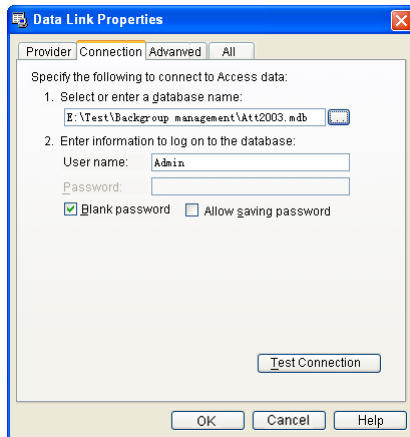 Data Link Properties
Provider Connection Advanved All
Specify the following to connect to Access data:
1. Select or enter a database name:
E:\Test\Backgroup management\Att2003.mdb ...
2. Enter information to log on to the database:
User name: Admin
Password:
Blank password Allow saving password
Test Connection
OK Cancel Help